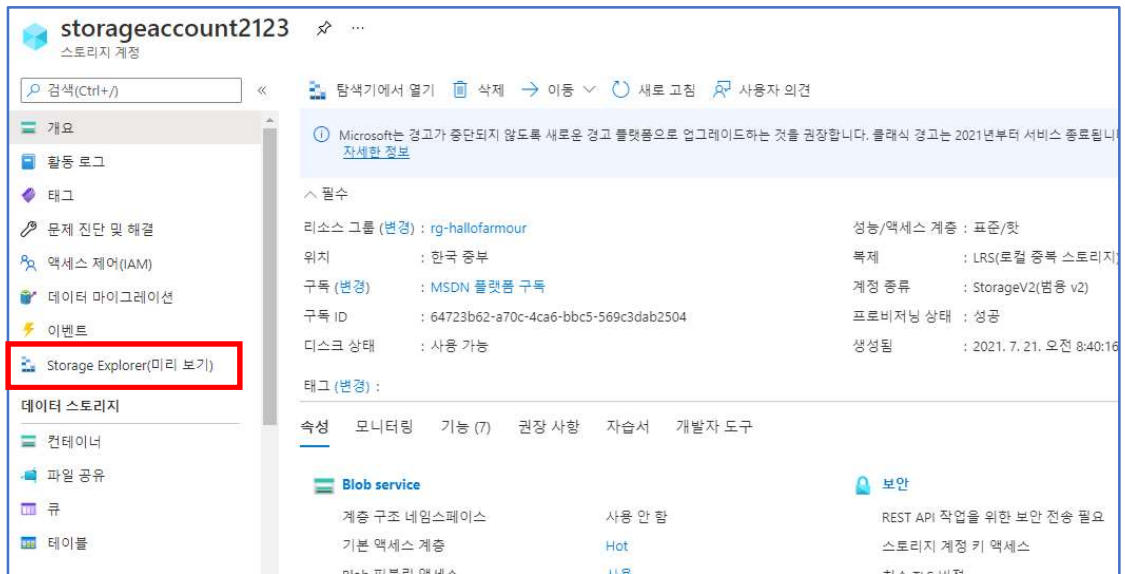 storageaccount2123
스토리지 계정
검색(Ctrl+/)
«
탐색기에서 열기 삭제 이동 새로 고침 사용자 의견
개요
활동 로그
태그
문제 진단 및 해결
액세스 제어(IAM)
데이터 마이그레이션
이벤트
Storage Explorer(미리 보기)
데이터 스토리지
컨테이너
파일 공유
큐
테이블
Microsoft는 경고가 중단되지 않도록 새로운 경고 플랫폼으로 업그레이드하는 것을 권장합니다. 클래식 경고는 2021년부터 서비스 종료됩니
자세한 정보
필수
리소스 그룹 (변경) : rg-hallofarmour
위치 : 한국 중부
구독 (변경) : MSDN 플랫폼 구독
구독 ID : 64723b62-a70c-4ca6-bbc5-569c3dab2504
디스크 상태 : 사용 가능
성능/액세스 계층 : 표준/핫
복제 : LRS(로컬 중복 스토리지)
계정 종류 : StorageV2(범용 v2)
프로비저닝 상태 : 성공
생성됨 : 2021. 7. 21. 오전 8:40:16
태그 (변경) :
속성 모니터링 기능 (7) 권장 사항 자습서 개발자 도구
Blob service
계층 구조 네임스페이스 사용 안 함
기본 액세스 계층 Hot
보안
REST API 작업을 위한 보안 전송 필요
스토리지 계정 키 액세스